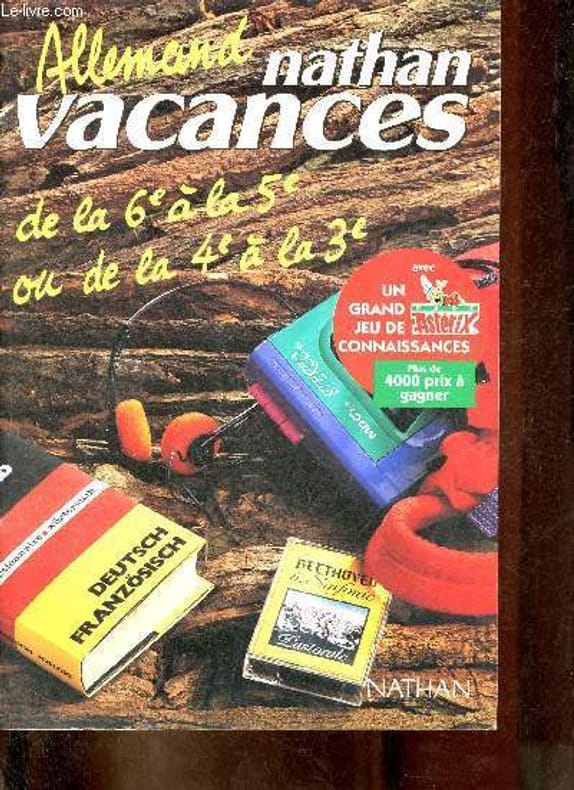 Le-livre.com
Allemand
nathan
vacances
de la 6e à la 5e
ou de la 4e à la 3e
avec
UN
GRAND
JEU DE
Astérix
CONNAISSANCES
Plus de
4000 prix à
gagner
DEUTSCH
FRANZÖSISCH
BEETHOVEN
Sinfonie
Pastorale
NATHAN